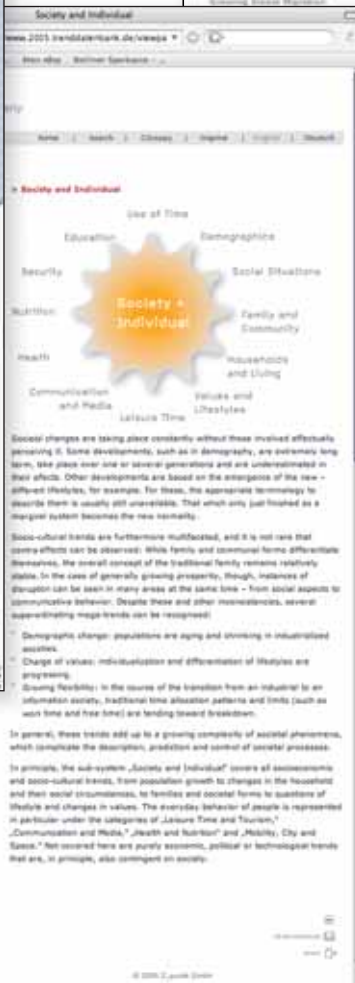 Society and Individual
www.2005.trenddatenbank.de/viewpa
Mein eBay Berliner Sparkasse - ...
Home | Search | Glossary | Imprint | English | Deutsch
> Society and Individual
Use of Time
Education
Demographics
Security
Social Situations
Society +
Individual
Nutrition
Family and
Community
Health
Households
and Living
Communication
and Media
Values and
Lifestyles
Leisure Time
Societal changes are taking place constantly without those involved effectually
perceiving it. Some developments, such as in demography, are extremely long
term, take place over one or several generations and are underestimated in
their effects. Other developments are based on the emergence of the new –
different lifestyles, for example. For these, the appropriate terminology to
describe them is usually still unavailable. That which only just finished as a
marginal system becomes the new normality.
Socio-cultural trends are furthermore multifaceted, and it is not rare that
contra-effects can be observed: While family and communal forms differentiate
themselves, the overall concept of the traditional family remains relatively
stable. In the case of generally growing prosperity, though, instances of
disruption can be seen in many areas at the same time – from social aspects to
communicative behavior. Despite these and other inconsistencies, several
superordinating mega-trends can be recognized:
Demographic change: populations are aging and shrinking in industrialized
societies.
Change of values: individualization and differentiation of lifestyles are
progressing.
Growing flexibility: in the course of the transition from an industrial to an
information society, traditional time allocation patterns and limits (such as
work time and free time) are tending toward breakdown.
In general, these trends add up to a growing complexity of societal phenomena,
which complicate the description, prediction and control of societal processes.
In principle, the sub-system „Society and Individual“ covers all socioeconomic
and socio-cultural trends, from population growth to changes in the household
and their social circumstances, to families and societal forms to questions of
lifestyle and changes in values. The everyday behavior of people is represented
in particular under the categories of „Leisure Time and Tourism,“
„Communication and Media,“ „Health and Nutrition“ and „Mobility, City and
Space.“ Not covered here are purely economic, political or technological trends
that are, in principle, also contingent on society.